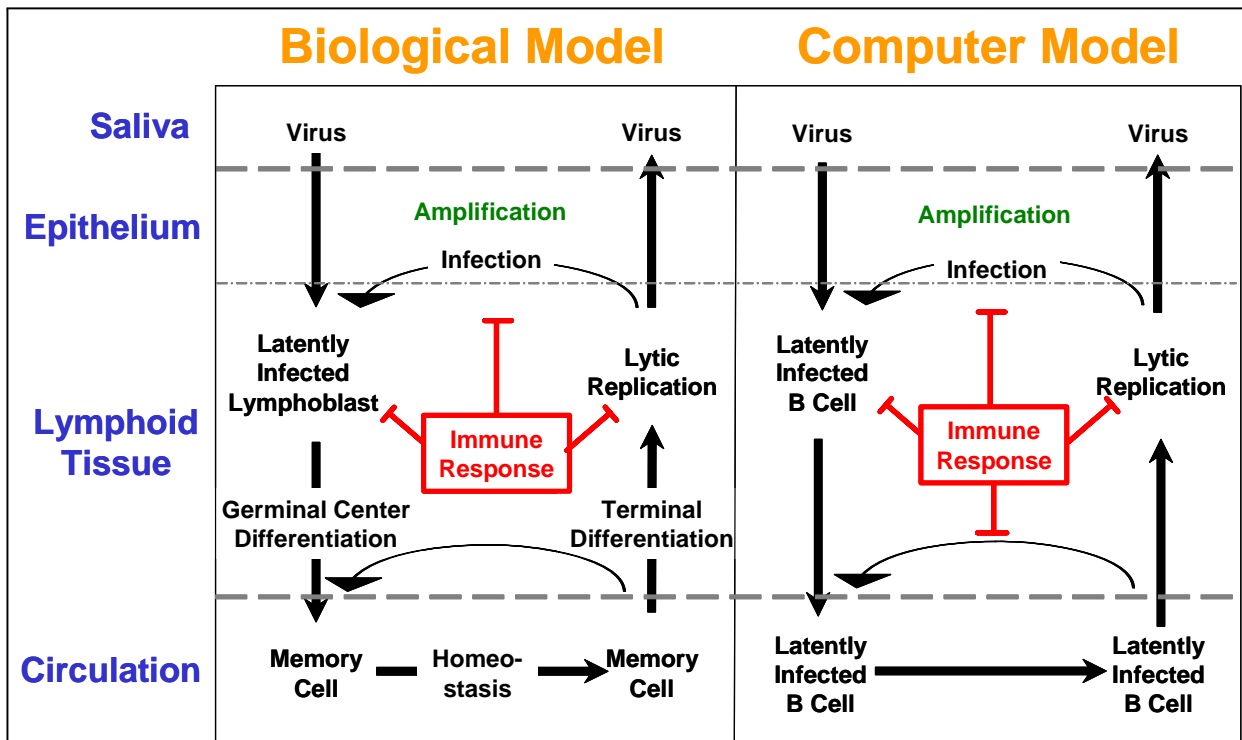 Biological Model
Computer Model
Saliva
Virus
Virus
Virus
Virus
Epithelium
Amplification
Infection
Amplification
Infection
Lymphoid
Tissue
Latently
Infected
Lymphoblast
Immune
Response
Lytic
Replication
Germinal Center
Differentiation
Terminal
Differentiation
Latently
Infected
B Cell
Immune
Response
Lytic
Replication
Circulation
Memory
Cell
Homeo-
stasis
Memory
Cell
Latently
Infected
B Cell
Latently
Infected
B Cell